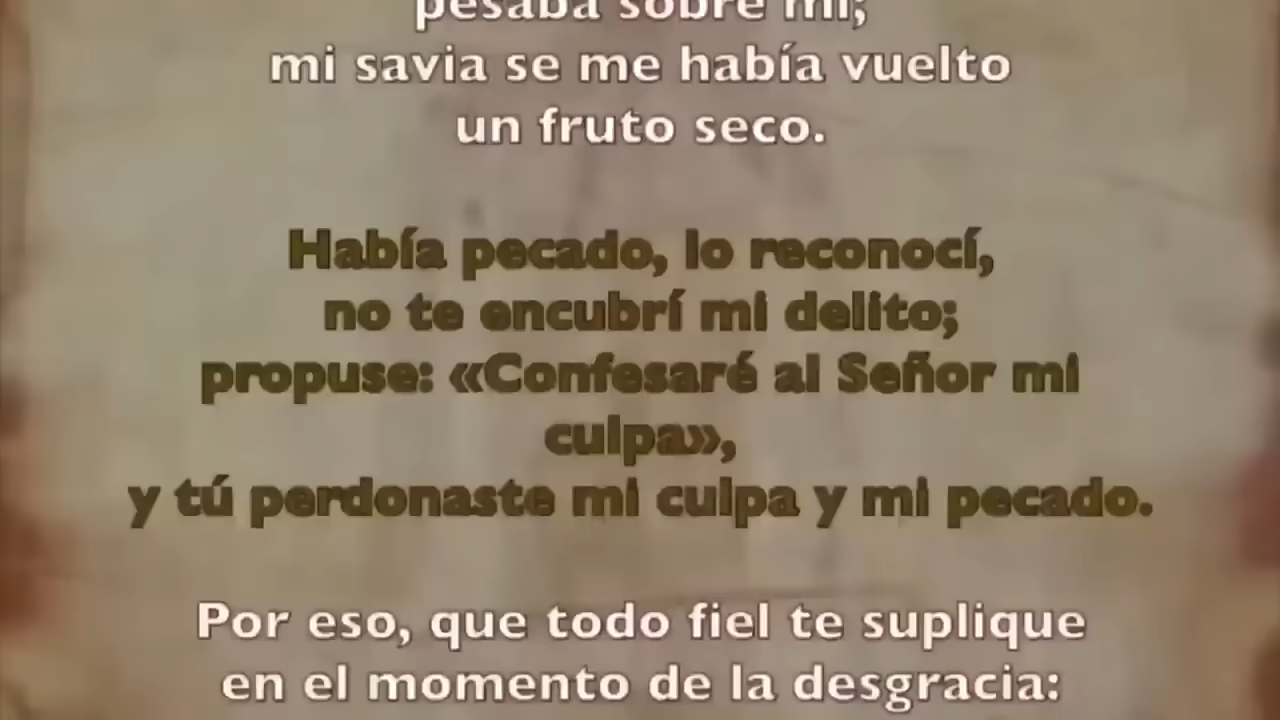 pesaba sobre mí;
mi savia se me había vuelto
un fruto seco.
Había pecado, lo reconocí,
no te encubrí mi delito;
propuse: «Confesaré al Señor mi
culpa»,
y tú perdonaste mi culpa y mi pecado.
Por eso, que todo fiel te suplique
en el momento de la desgracia: